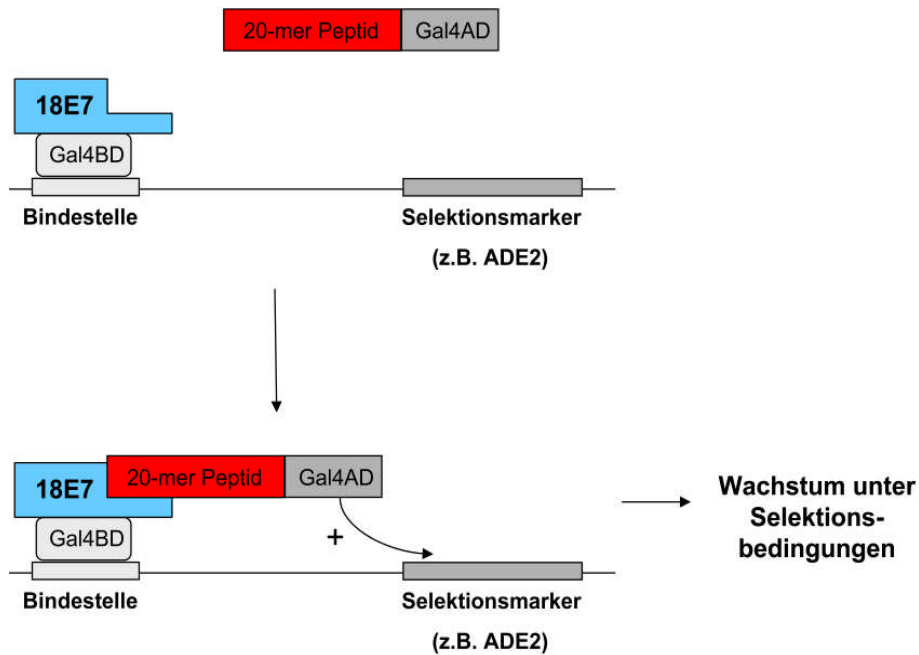 20-mer Peptid Gal4AD
18E7
Gal4BD
Bindestelle
Selektionsmarker
(z.B. ADE2)
20-mer Peptid Gal4AD
18E7
Gal4BD
+
Bindestelle
Selektionsmarker
(z.B. ADE2)
Wachstum unter
Selektions-
bedingungen